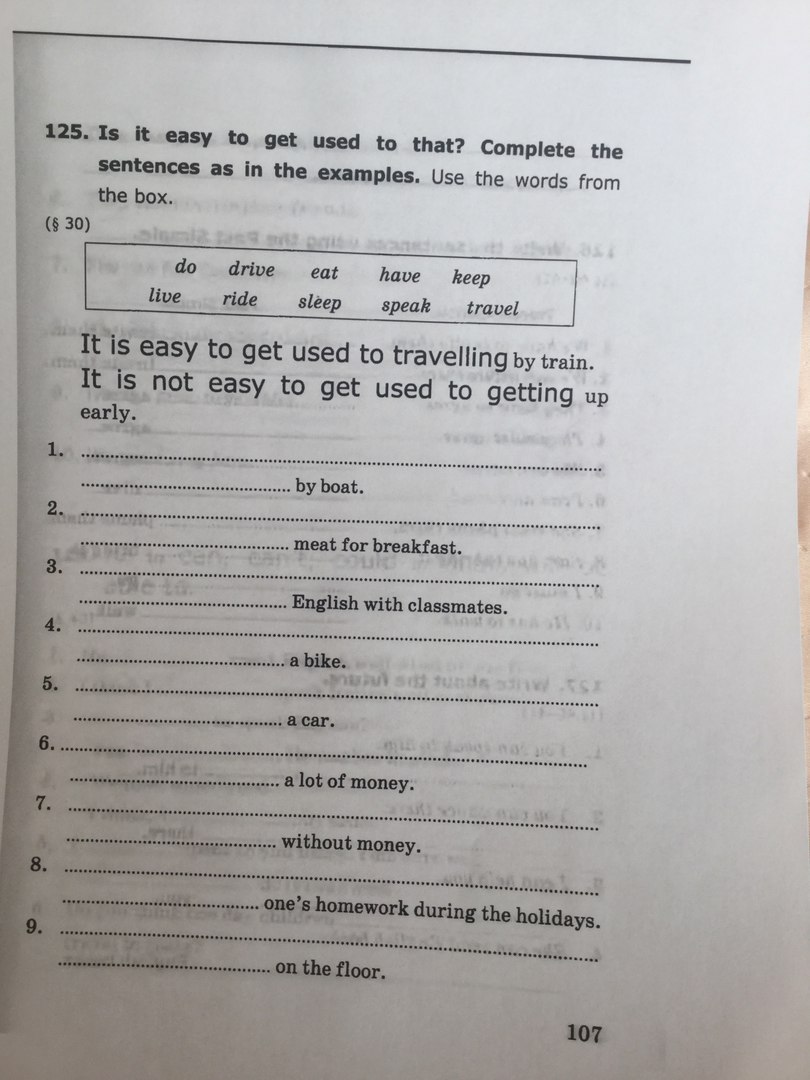 125. Is it easy to get used to that? Complete the
sentences as in the examples. Use the words from
the box.
(§ 30)
do drive eat have keep
live ride sleep speak travel
It is easy to get used to travelling by train.
It is not easy to get used to getting up
early.
1. ........................................................................
........................................ by boat.
2. ........................................................................
........................................ meat for breakfast.
3. ........................................................................
........................................ English with classmates.
4. ........................................................................
........................................ a bike.
5. ........................................................................
........................................ a car.
6. ........................................................................
........................................ a lot of money.
7. ........................................................................
........................................ without money.
8. ........................................................................
........................................ one's homework during the holidays.
9. ........................................................................
........................................ on the floor.
107